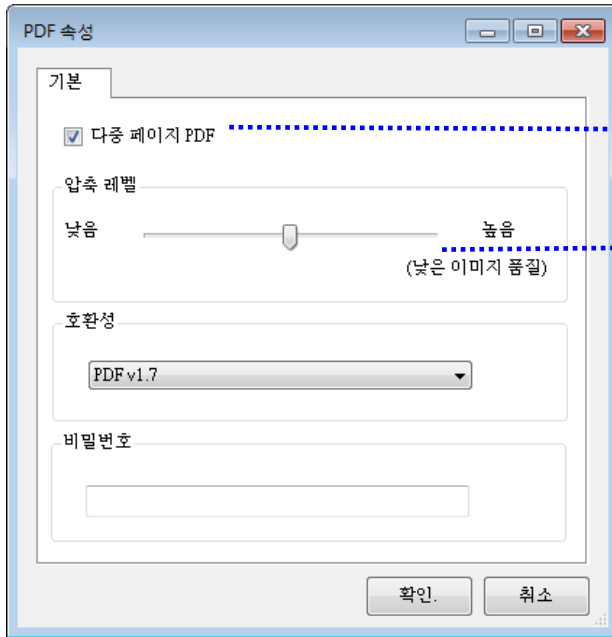 PDF 속성
기본
다중 페이지 PDF
압축 레벨
낮음 높음
(낮은 이미지 품질)
호환성
PDF v1.7
비밀번호
확인. 취소